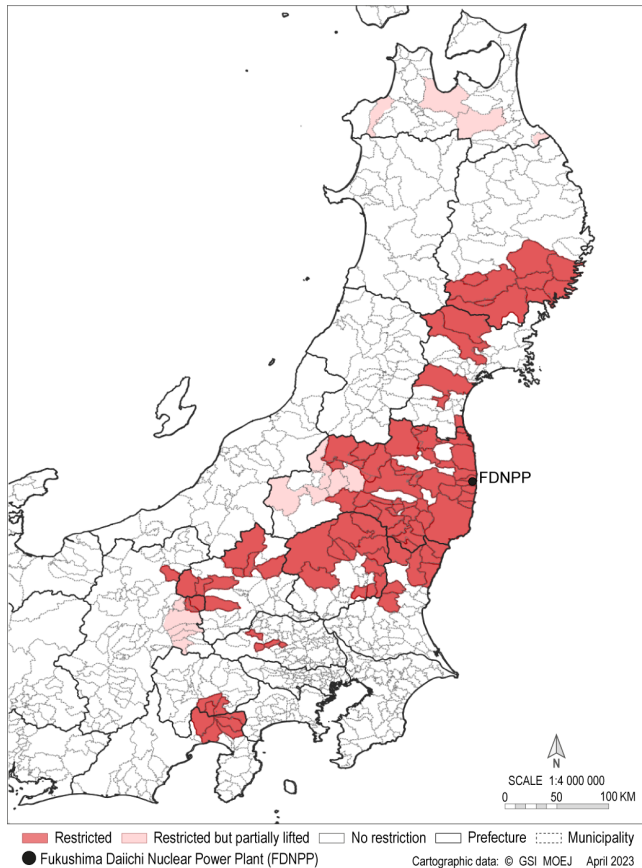 FDNPP
N
SCALE 1:4 000 000
0 50 100 KM
Restricted Restricted but partially lifted No restriction Prefecture Municipality
Fukushima Daiichi Nuclear Power Plant (FDNPP) Cartographic data: © GSI MOEJ April 2023